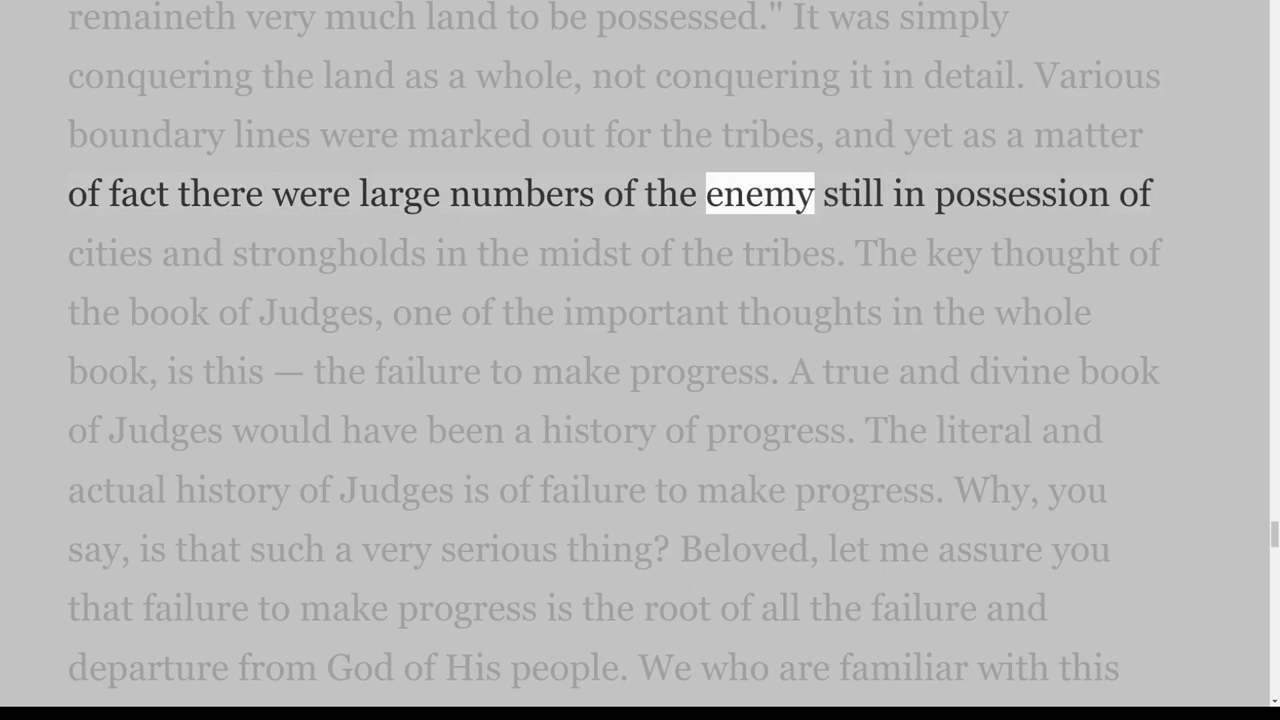 remaineth very much land to be possessed." It was simply
conquering the land as a whole, not conquering it in detail. Various
boundary lines were marked out for the tribes, and yet as a matter
of fact there were large numbers of the enemy still in possession of
cities and strongholds in the midst of the tribes. The key thought of
the book of Judges, one of the important thoughts in the whole
book, is this — the failure to make progress. A true and divine book
of Judges would have been a history of progress. The literal and
actual history of Judges is of failure to make progress. Why, you
say, is that such a very serious thing? Beloved, let me assure you
that failure to make progress is the root of all the failure and
departure from God of His people. We who are familiar with this